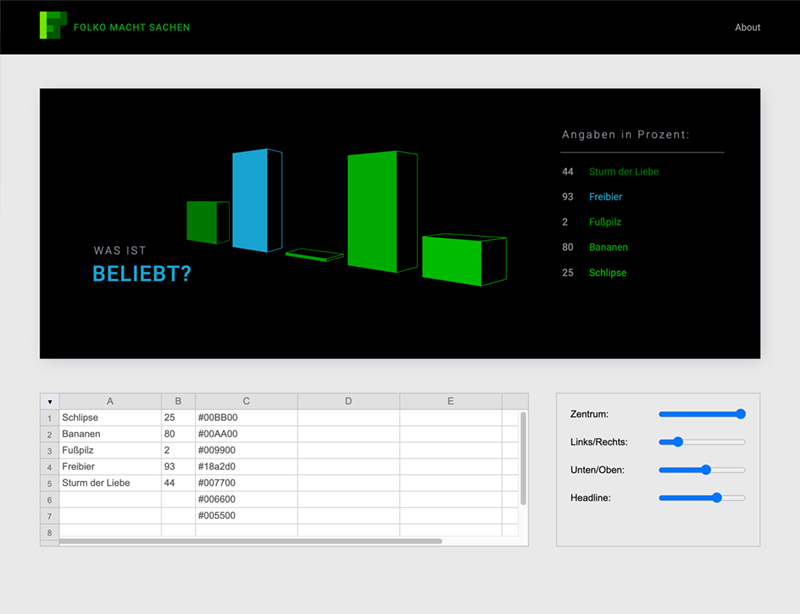 FOLKO MACHT SACHEN
About
WAS IST
BELIEBT?
Angaben in Prozent:
44 Sturm der Liebe
93 Freibier
2 Fußpilz
80 Bananen
25 Schlipse
▼ A B C D E
1 Schlipse 25 #00BB00
2 Bananen 80 #00AA00
3 Fußpilz 2 #009900
4 Freibier 93 #18a2d0
5 Sturm der Liebe 44 #007700
6 #006600
7 #005500
8
Zentrum:
Links/Rechts:
Unten/Oben:
Headline: